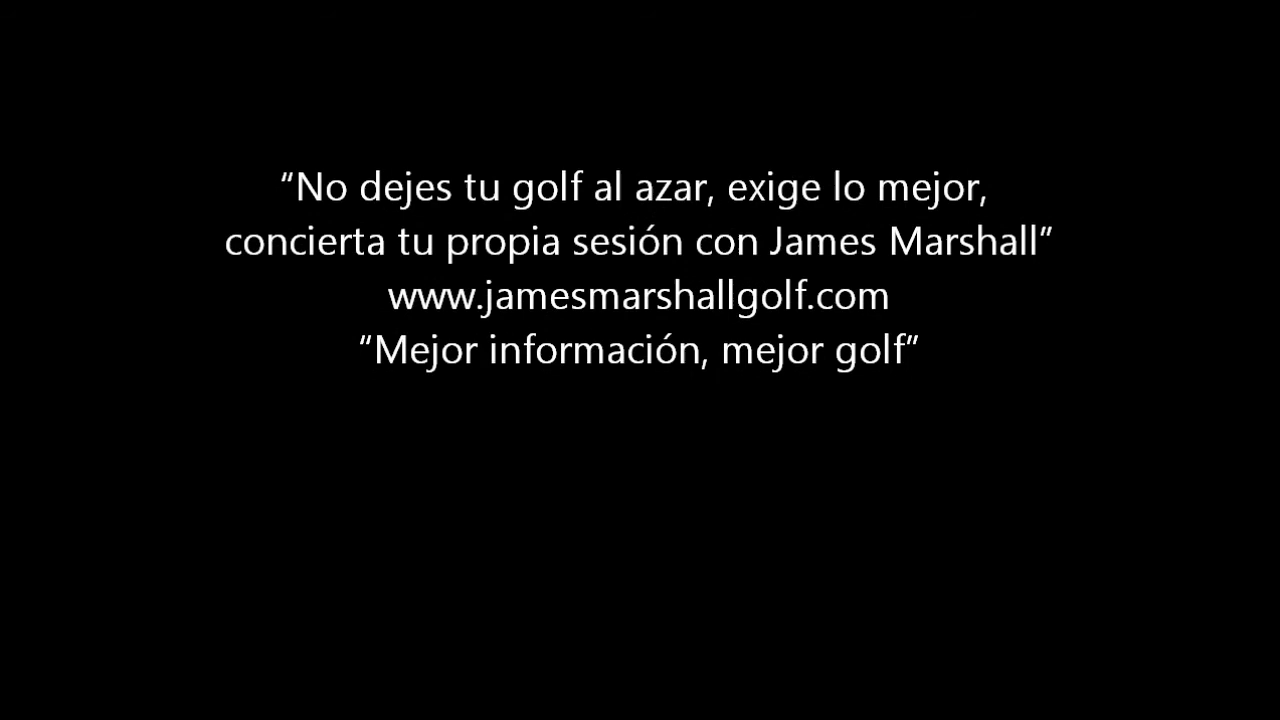 “No dejes tu golf al azar, exige lo mejor,
concierta tu propia sesión con James Marshall”
www.jamesmarshallgolf.com
“Mejor información, mejor golf”